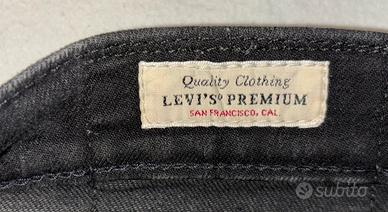 Quality Clothing
LEVI'S® PREMIUM
SAN FRANCISCO, CAL.
subito